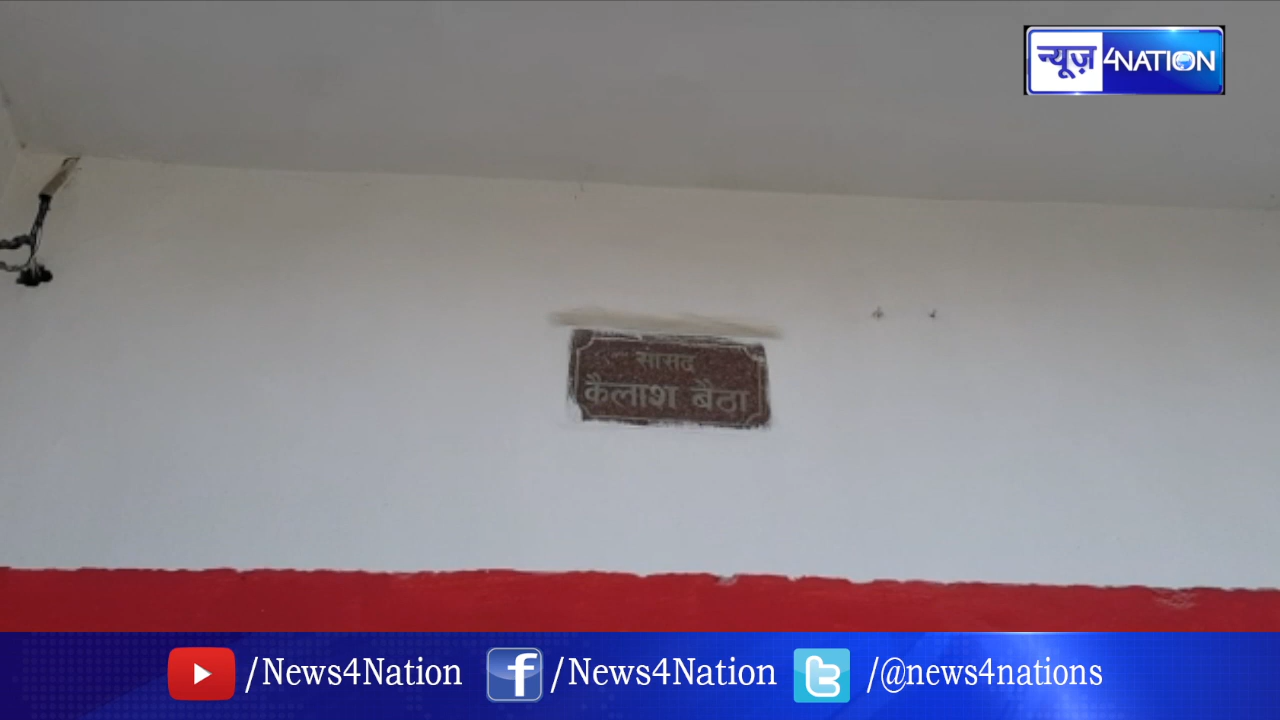 न्यूज़ 4NATION
सांसद
कैलाश बैठा
/News4Nation
/News4Nation
/@news4nations